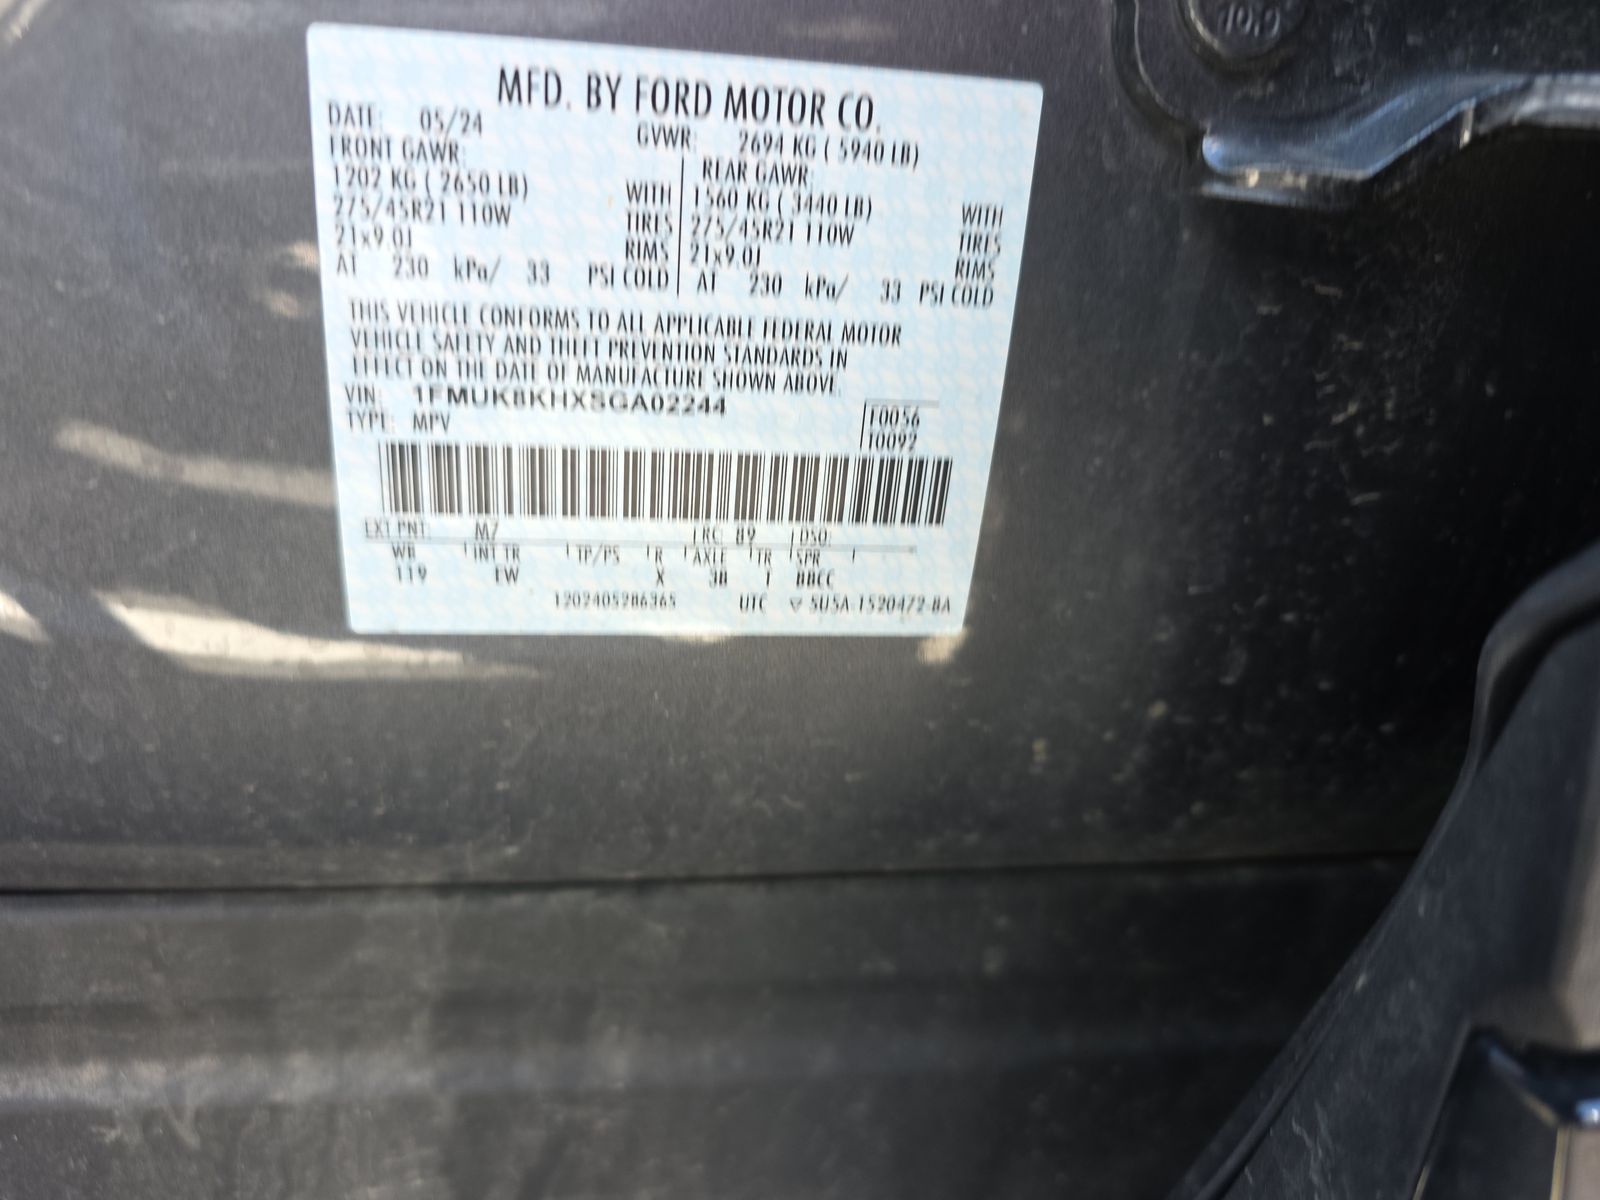 MFD. BY FORD MOTOR CO.
DATE: 05/24 GVWR: 2694 KG ( 5940 LB)
FRONT GAWR: REAR GAWR:
1202 KG ( 2650 LB) WITH 1560 KG ( 3440 LB) WITH
275/45R21 110W TIRES 275/45R21 110W TIRES
21x9.0J RIMS 21x9.0J RIMS
AT 230 kPa/ 33 PSI COLD AT 230 kPa/ 33 PSI COLD
THIS VEHICLE CONFORMS TO ALL APPLICABLE FEDERAL MOTOR
VEHICLE SAFETY AND THEFT PREVENTION STANDARDS IN
EFFECT ON THE DATE OF MANUFACTURE SHOWN ABOVE.
VIN: 1FMUK8KHXSGA02244
TYPE: MPV
F0056
T0092
EXT PNT: M7 RC 89 DSO:
WB INT TR TP/PS R AXLE TR SPR
119 EW X 3B T BBCC
1202405286365 UTC ▽ 5U5A-1520472-BA